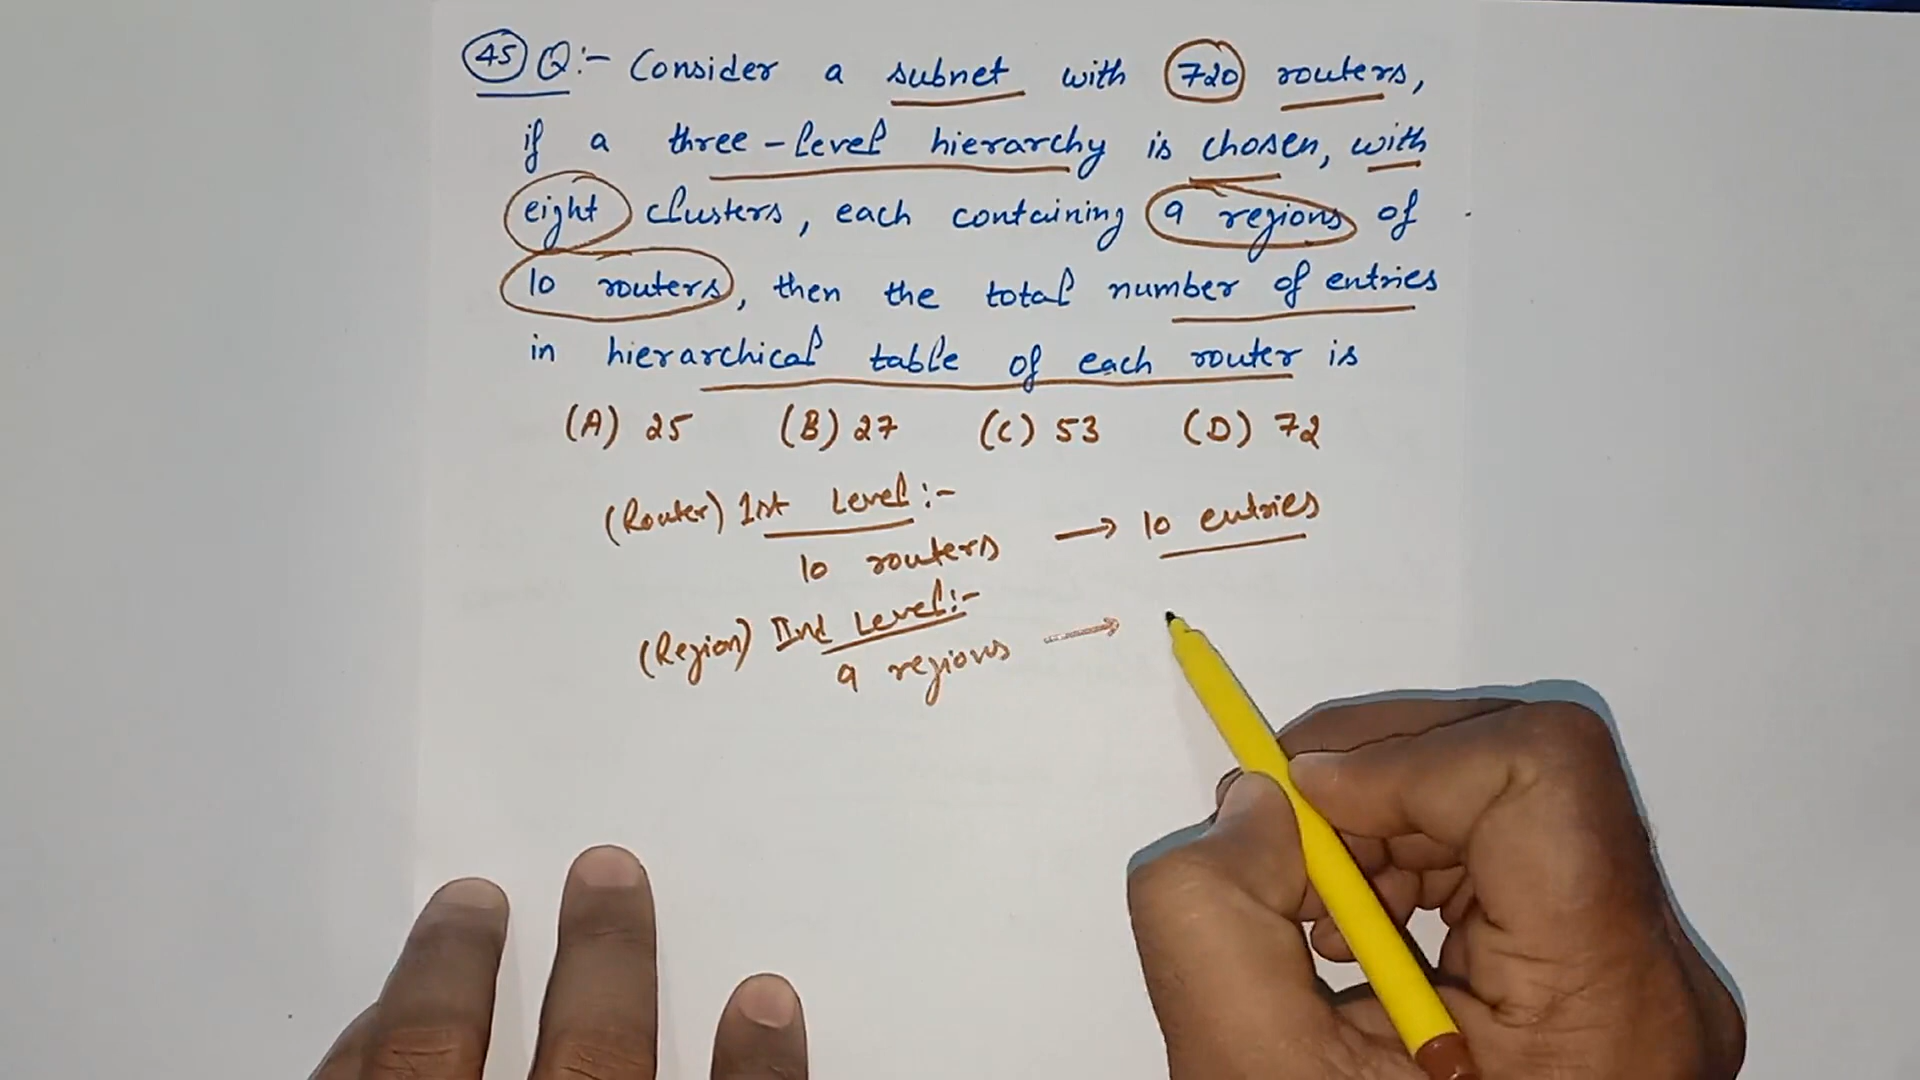 45 Q:- Consider a subnet with 720 routers,
if a three-level hierarchy is chosen, with
eight clusters, each containing 9 regions of
10 routers, then the total number of entries
in hierarchical table of each router is
(A) 25 (B) 27 (C) 53 (D) 72
(Router) 1st Level:-
10 routers → 10 entries
(Region) IInd Level:-
9 regions →